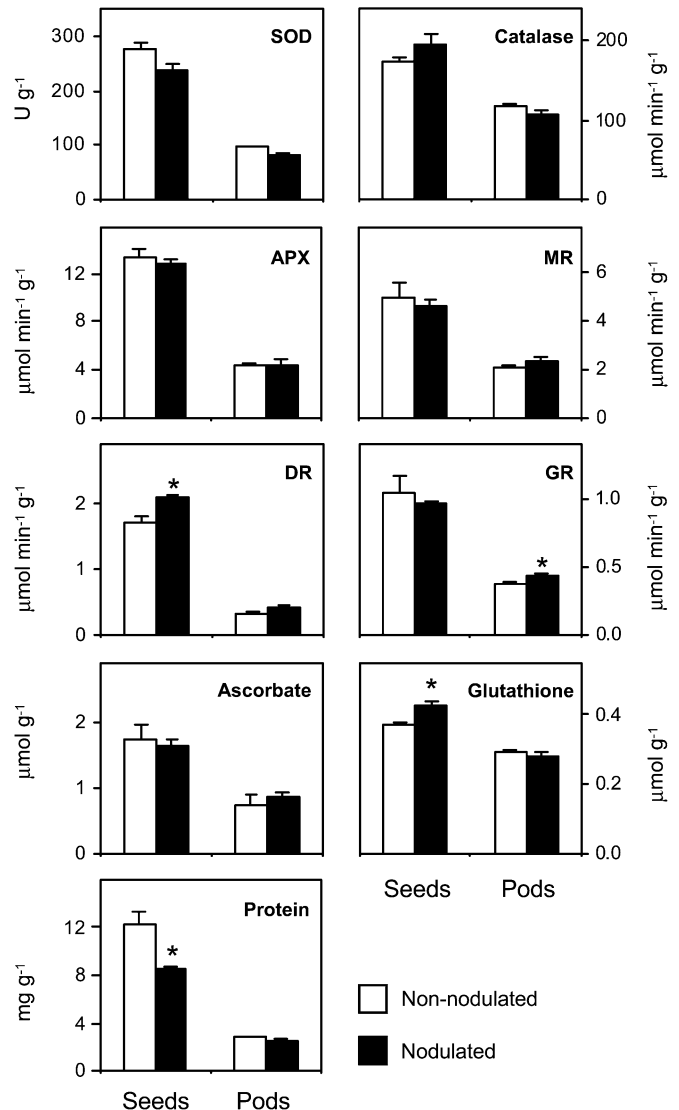 SOD
300
200
100
0
U g-1
Catalase
200
100
0
µmol min-1 g-1
APX
12
8
4
0
µmol min-1 g-1
MR
6
4
2
0
µmol min-1 g-1
DR
*
2
1
0
µmol min-1 g-1
GR
*
1.0
0.5
0.0
µmol min-1 g-1
Ascorbate
2
1
0
µmol g-1
Glutathione
*
0.4
0.2
0.0
µmol g-1
Seeds Pods
Protein
*
12
8
4
0
mg g-1
Seeds Pods
Non-nodulated
Nodulated